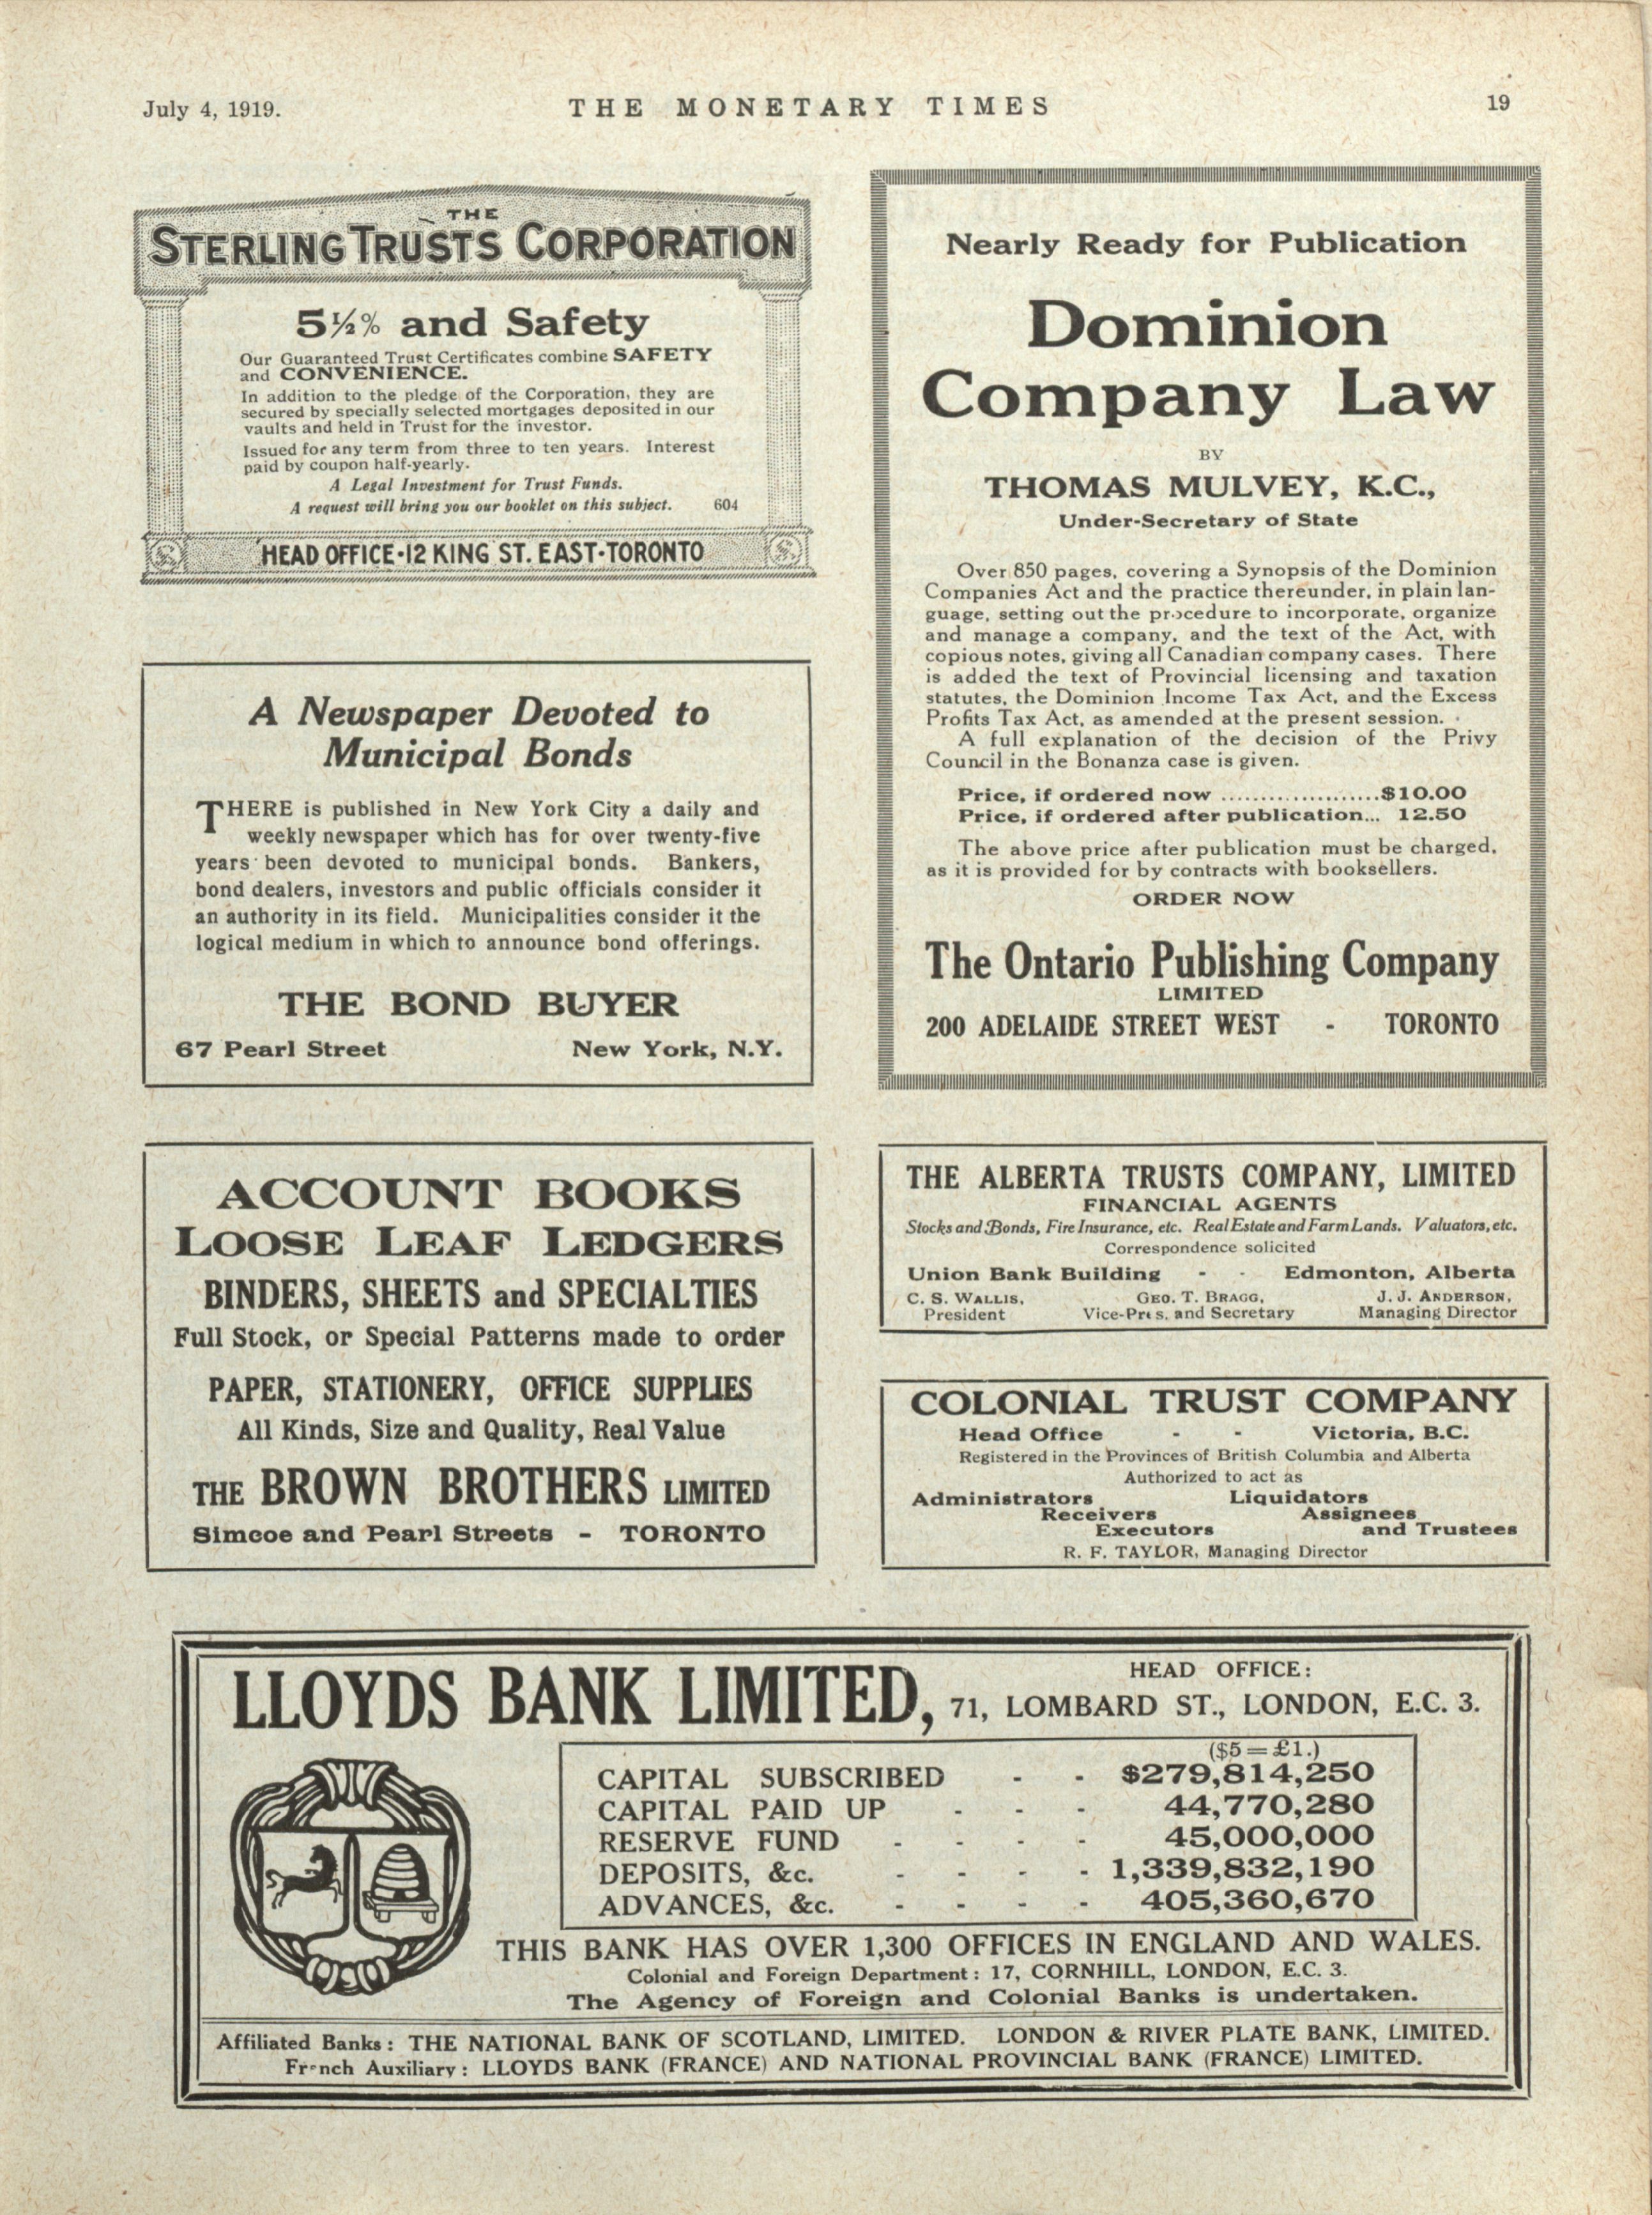 July 4, 1919.
THE MONETARY TIMES
19
THE
STERLING TRUSTS CORPORATION
5½% and Safety
Our Guaranteed Trust Certificates combine SAFETY
and CONVENIENCE.
In addition to the pledge of the Corporation, they are
secured by specially selected mortgages deposited in our
vaults and held in Trust for the investor.
Issued for any term from three to ten years. Interest
paid by coupon half-yearly.
A Legal Investment for Trust Funds.
A request will bring you our booklet on this subject. 604
HEAD OFFICE-12 KING ST. EAST-TORONTO
A Newspaper Devoted to
Municipal Bonds
THERE is published in New York City a daily and
weekly newspaper which has for over twenty-five
years been devoted to municipal bonds. Bankers,
bond dealers, investors and public officials consider it
an authority in its field. Municipalities consider it the
logical medium in which to announce bond offerings.
THE BOND BUYER
67 Pearl Street New York, N.Y.
ACCOUNT BOOKS
LOOSE LEAF LEDGERS
BINDERS, SHEETS and SPECIALTIES
Full Stock, or Special Patterns made to order
PAPER, STATIONERY, OFFICE SUPPLIES
All Kinds, Size and Quality, Real Value
THE BROWN BROTHERS LIMITED
Simcoe and Pearl Streets - TORONTO
Nearly Ready for Publication
Dominion
Company Law
BY
THOMAS MULVEY, K.C.,
Under-Secretary of State
Over 850 pages, covering a Synopsis of the Dominion
Companies Act and the practice thereunder, in plain lan-
guage, setting out the procedure to incorporate, organize
and manage a company, and the text of the Act, with
copious notes, giving all Canadian company cases. There
is added the text of Provincial licensing and taxation
statutes, the Dominion Income Tax Act, and the Excess
Profits Tax Act, as amended at the present session.
A full explanation of the decision of the Privy
Council in the Bonanza case is given.
Price, if ordered now .....................$10.00
Price, if ordered after publication... 12.50
The above price after publication must be charged,
as it is provided for by contracts with booksellers.
ORDER NOW
The Ontario Publishing Company
LIMITED
200 ADELAIDE STREET WEST - TORONTO
THE ALBERTA TRUSTS COMPANY, LIMITED
FINANCIAL AGENTS
Stocks and Bonds, Fire Insurance, etc. Real Estate and Farm Lands. Valuators, etc.
Correspondence solicited
Union Bank Building - - Edmonton, Alberta
C. S. WALLIS, GEO. T. BRAGG, J. J. ANDERSON,
President Vice-Pres. and Secretary Managing Director
COLONIAL TRUST COMPANY
Head Office - - Victoria, B.C.
Registered in the Provinces of British Columbia and Alberta
Authorized to act as
Administrators Liquidators
Receivers Assignees
Executors and Trustees
R. F. TAYLOR, Managing Director
LLOYDS BANK LIMITED,
HEAD OFFICE:
71, LOMBARD ST., LONDON, E.C. 3.
($5 = £1.)
CAPITAL SUBSCRIBED - - $279,814,250
CAPITAL PAID UP - - - 44,770,280
RESERVE FUND - - - - 45,000,000
DEPOSITS, &c. - - - - 1,339,832,190
ADVANCES, &c. - - - - 405,360,670
THIS BANK HAS OVER 1,300 OFFICES IN ENGLAND AND WALES.
Colonial and Foreign Department: 17, CORNHILL, LONDON, E.C. 3.
The Agency of Foreign and Colonial Banks is undertaken.
Affiliated Banks: THE NATIONAL BANK OF SCOTLAND, LIMITED. LONDON & RIVER PLATE BANK, LIMITED.
French Auxiliary: LLOYDS BANK (FRANCE) AND NATIONAL PROVINCIAL BANK (FRANCE) LIMITED.